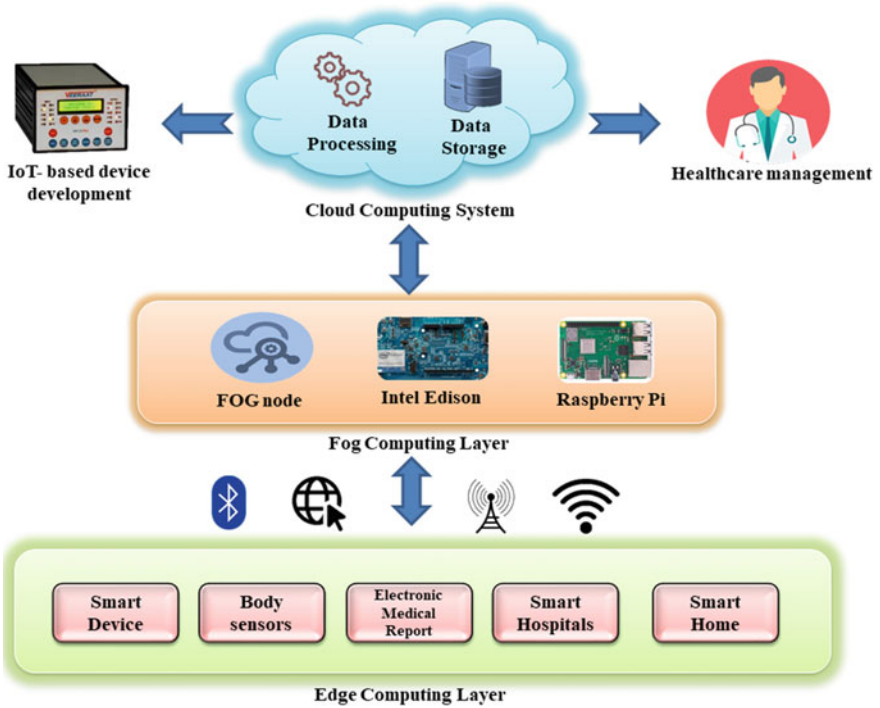 Data
Processing
Data
Storage
IoT- based device
development
Healthcare management
Cloud Computing System
FOG node
Intel Edison
Raspberry Pi
Fog Computing Layer
Smart
Device
Body
sensors
Electronic
Medical
Report
Smart
Hospitals
Smart
Home
Edge Computing Layer